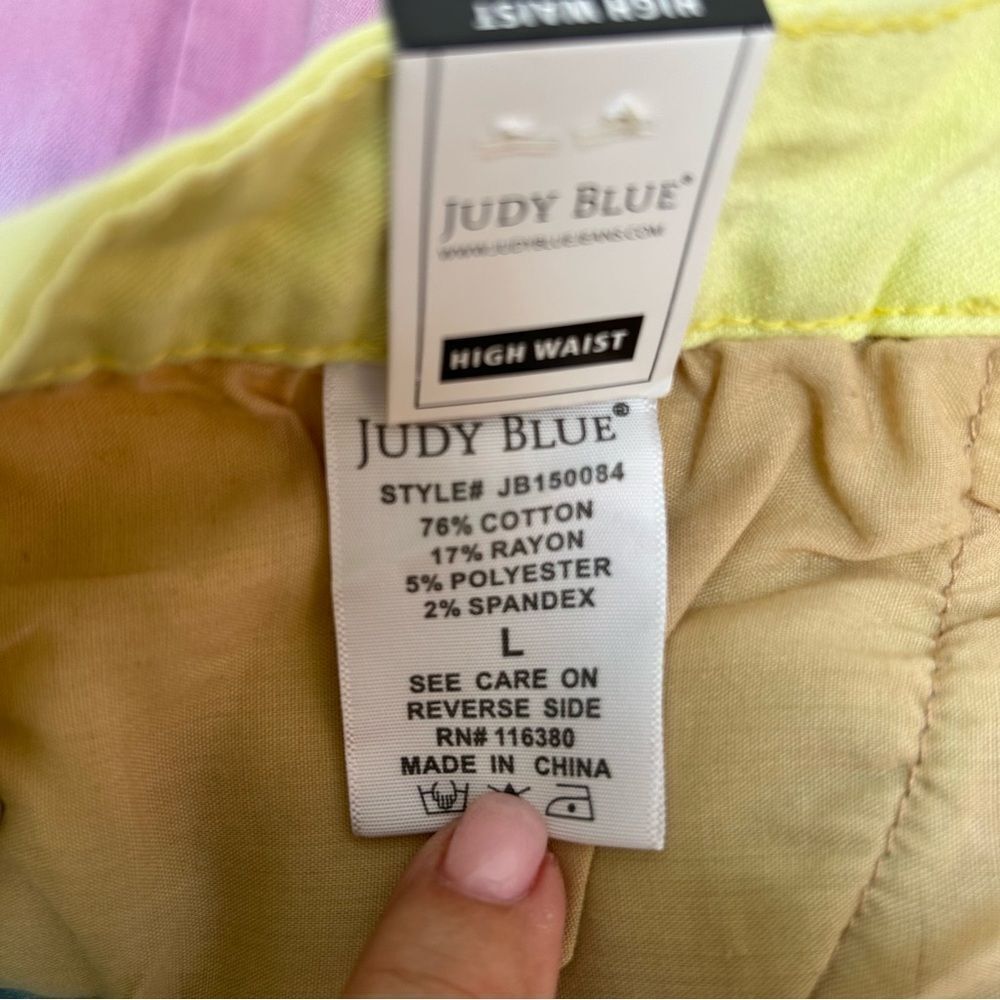 HIGH WAIST
JUDY BLUE®
WWW.JUDYBLUEJEANS.COM
HIGH WAIST
JUDY BLUE®
STYLE# JB150084
76% COTTON
17% RAYON
5% POLYESTER
2% SPANDEX
L
SEE CARE ON
REVERSE SIDE
RN# 116380
MADE IN CHINA